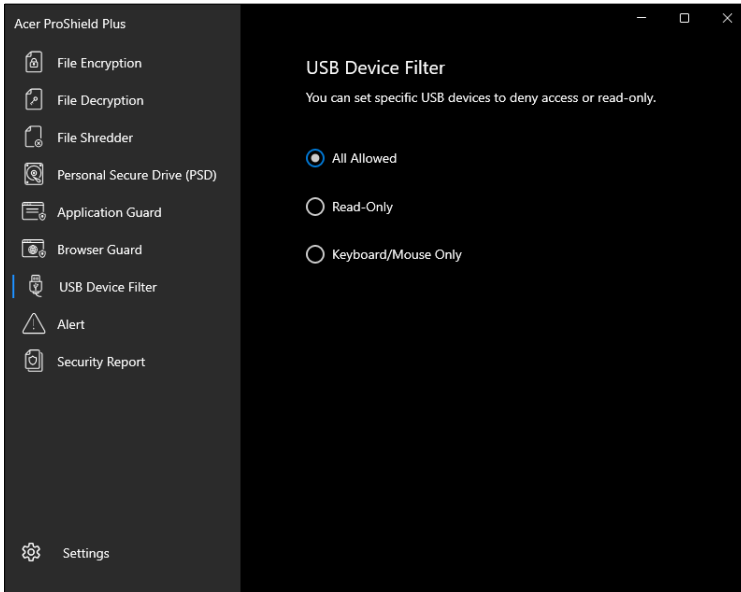 Acer ProShield Plus
File Encryption
File Decryption
File Shredder
Personal Secure Drive (PSD)
Application Guard
Browser Guard
USB Device Filter
Alert
Security Report
Settings
USB Device Filter
You can set specific USB devices to deny access or read-only.
All Allowed
Read-Only
Keyboard/Mouse Only